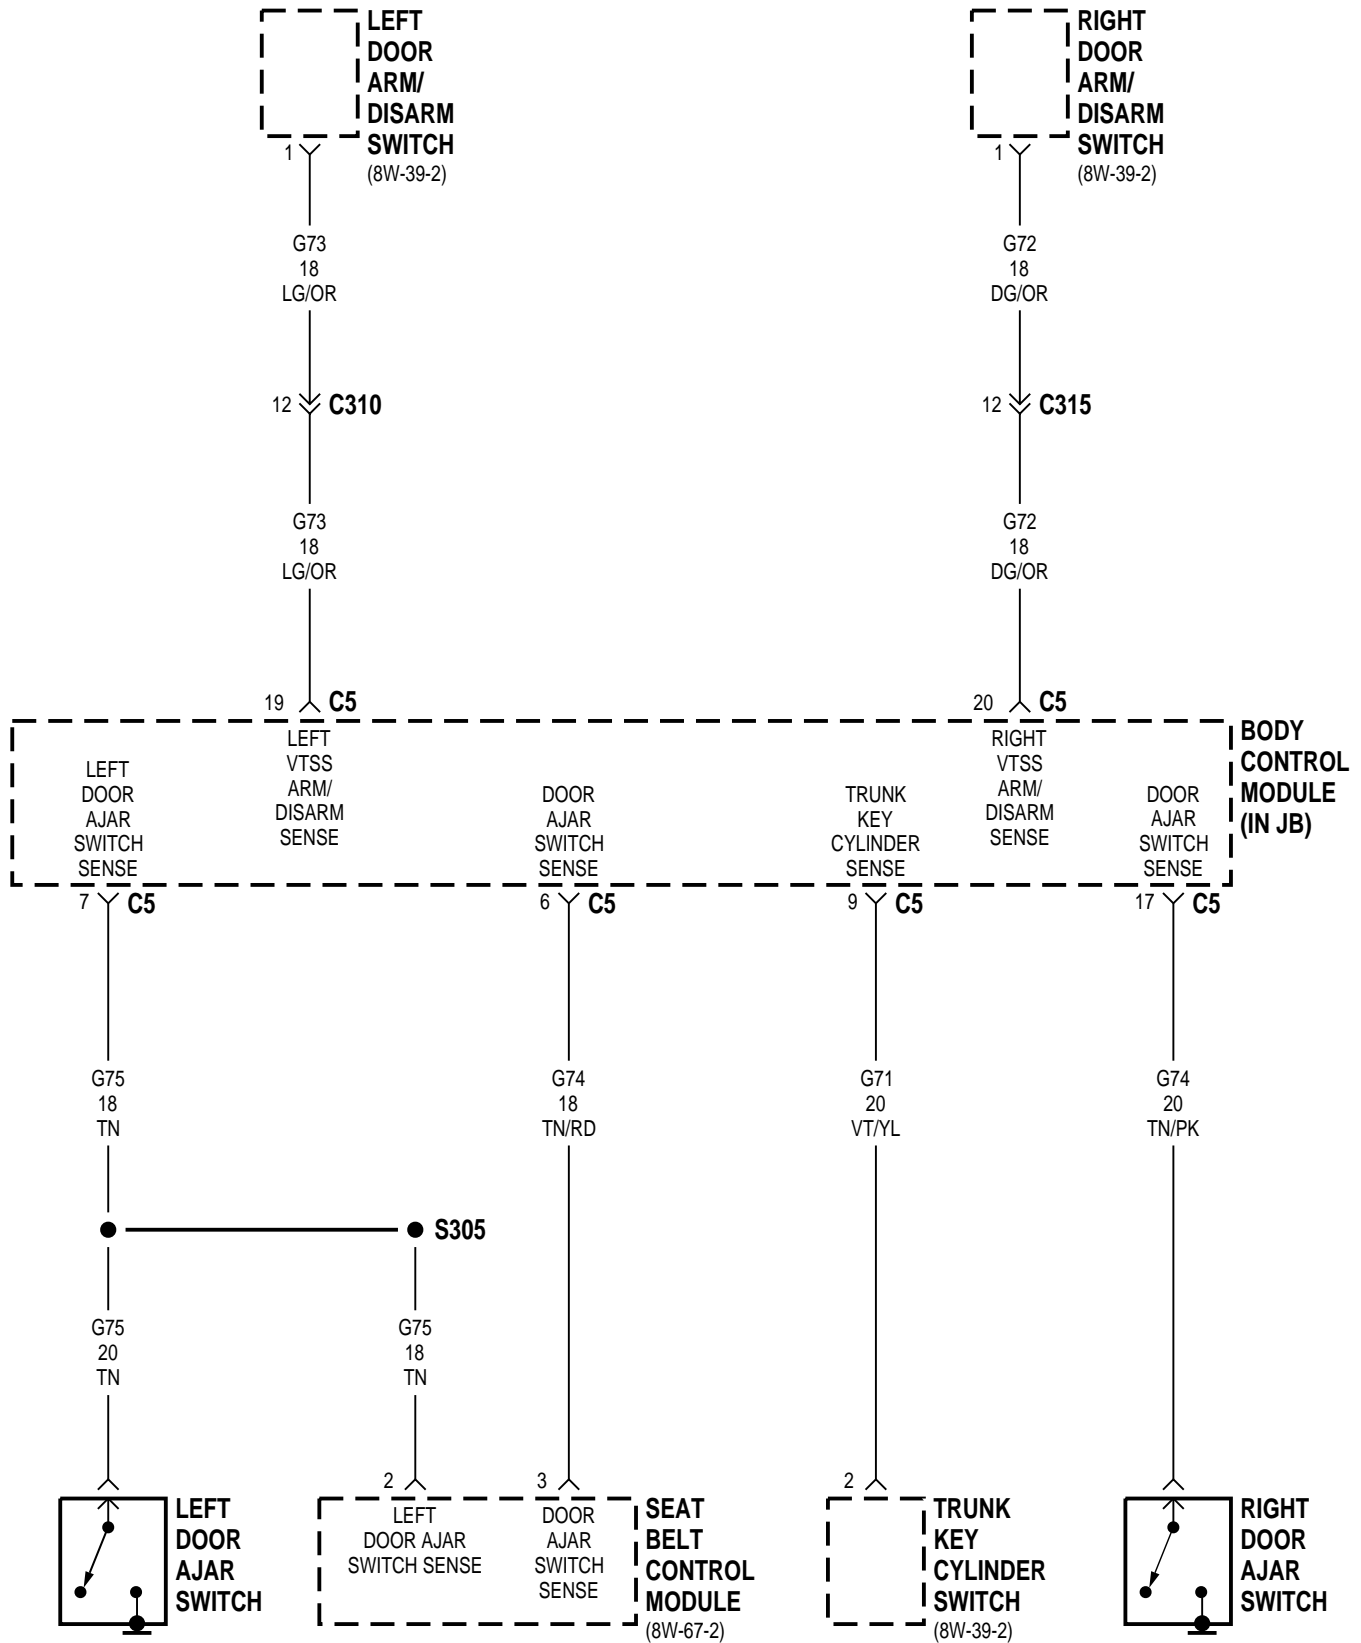 LEFT
DOOR
ARM/
DISARM
SWITCH
(8W-39-2)
1
G73
18
LG/OR
12
C310
G73
18
LG/OR
19
C5
RIGHT
DOOR
ARM/
DISARM
SWITCH
(8W-39-2)
1
G72
18
DG/OR
12
C315
G72
18
DG/OR
20
C5
BODY
CONTROL
MODULE
(IN JB)
LEFT
DOOR
AJAR
SWITCH
SENSE
LEFT
VTSS
ARM/
DISARM
SENSE
DOOR
AJAR
SWITCH
SENSE
TRUNK
KEY
CYLINDER
SENSE
RIGHT
VTSS
ARM/
DISARM
SENSE
DOOR
AJAR
SWITCH
SENSE
7
C5
6
C5
9
C5
17
C5
G75
18
TN
G74
18
TN/RD
G71
20
VT/YL
G74
20
TN/PK
S305
G75
20
TN
G75
18
TN
2
3
2
LEFT
DOOR
AJAR
SWITCH
LEFT
DOOR AJAR
SWITCH SENSE
DOOR
AJAR
SWITCH
SENSE
SEAT
BELT
CONTROL
MODULE
(8W-67-2)
TRUNK
KEY
CYLINDER
SWITCH
(8W-39-2)
RIGHT
DOOR
AJAR
SWITCH